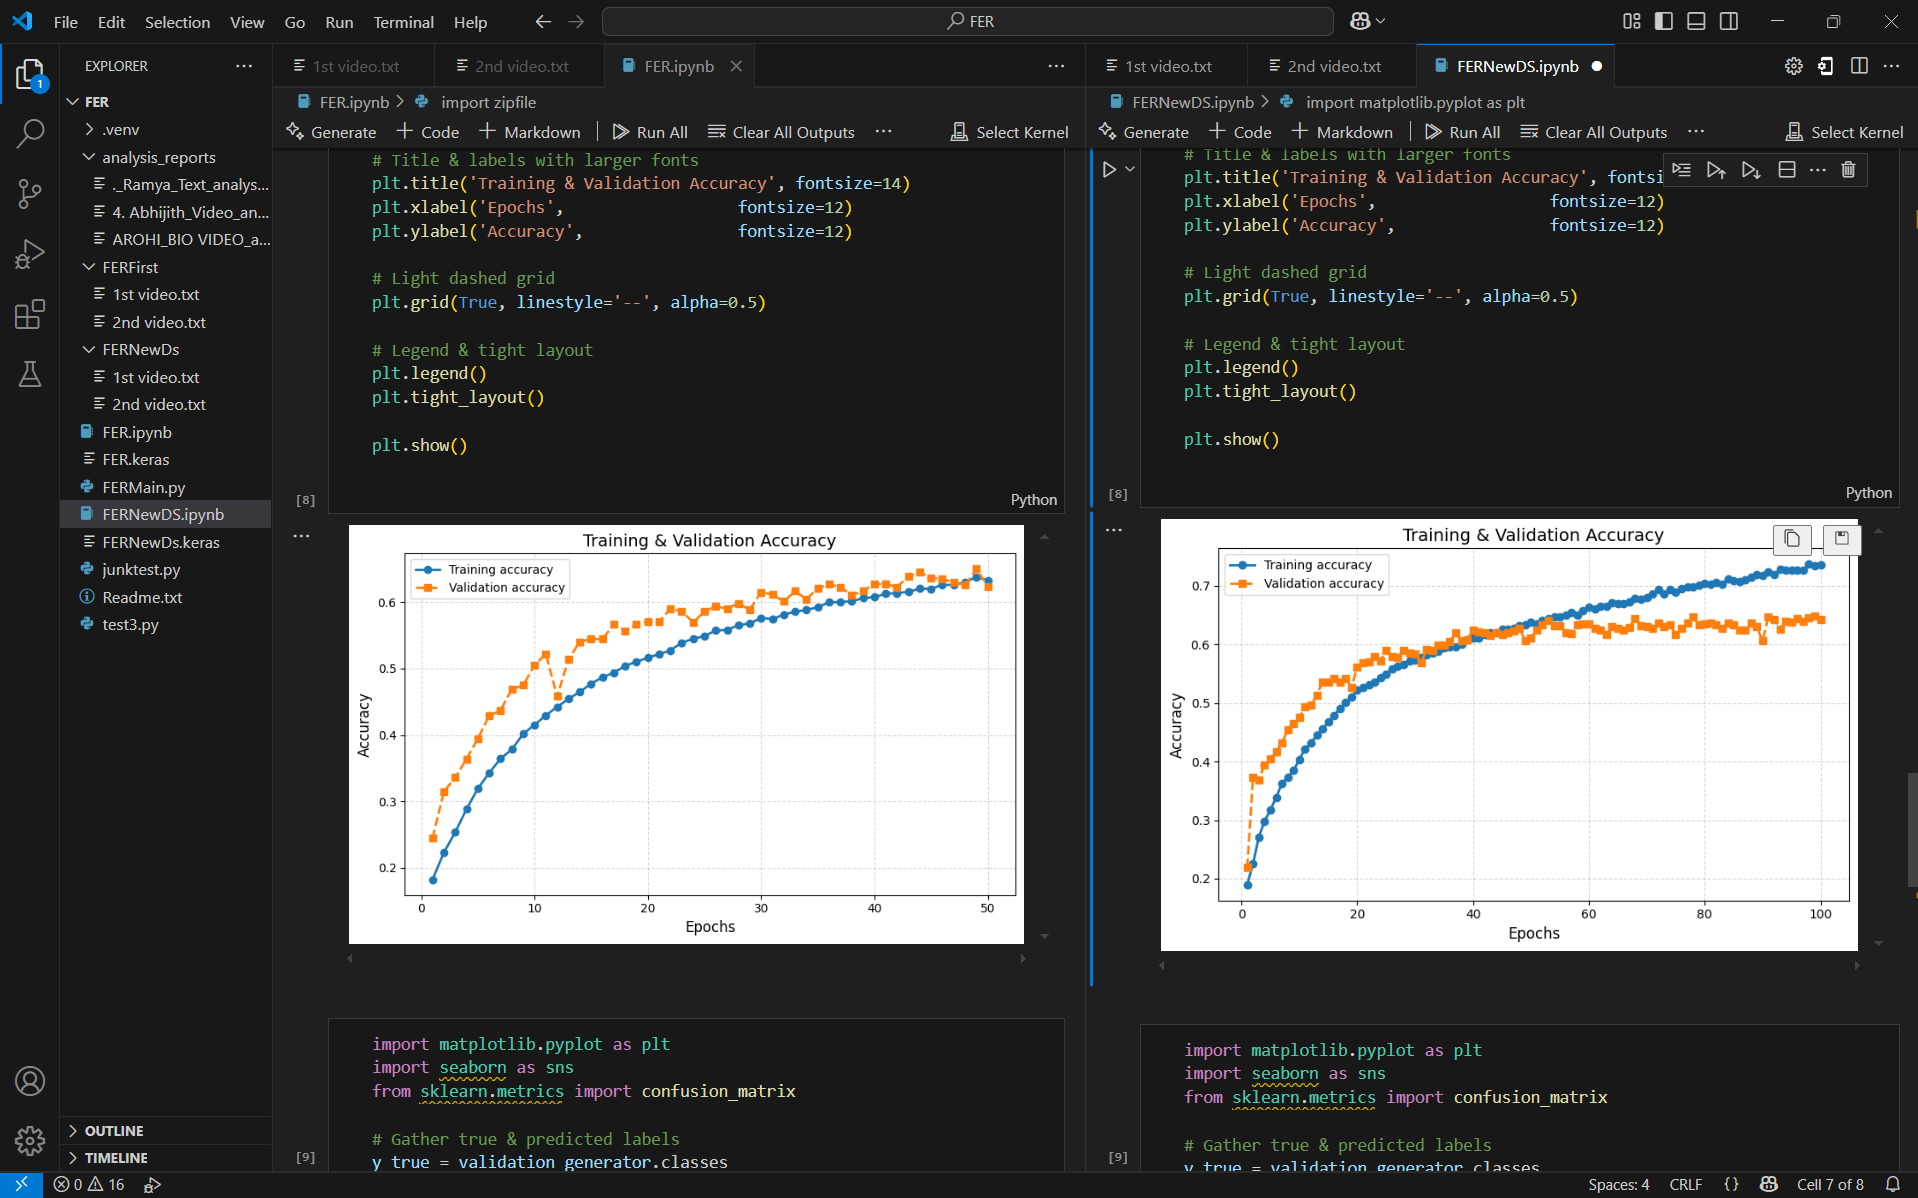 File Edit Selection View Go Run Terminal Help
FER
EXPLORER
FER
.venv
analysis_reports
._Ramya_Text_analys...
4. Abhijith_Video_an...
AROHI_BIO VIDEO_a...
FERFirst
1st video.txt
2nd video.txt
FERNewDs
1st video.txt
2nd video.txt
FER.ipynb
FER.keras
FERMain.py
FERNewDS.ipynb
FERNewDs.keras
junktest.py
Readme.txt
test3.py
OUTLINE
TIMELINE
1
1st video.txt
2nd video.txt
FER.ipynb
FER.ipynb > import zipfile
Generate + Code + Markdown | Run All Clear All Outputs ... Select Kernel
# Title & labels with larger fonts
plt.title('Training & Validation Accuracy', fontsize=14)
plt.xlabel('Epochs', fontsize=12)
plt.ylabel('Accuracy', fontsize=12)
# Light dashed grid
plt.grid(True, linestyle='--', alpha=0.5)
# Legend & tight layout
plt.legend()
plt.tight_layout()
plt.show()
[8]
Python
Training & Validation Accuracy
Training accuracy
Validation accuracy
Accuracy
0.6
0.5
0.4
0.3
0.2
0 10 20 30 40 50
Epochs
import matplotlib.pyplot as plt
import seaborn as sns
from sklearn.metrics import confusion_matrix
# Gather true & predicted labels
[9]
y_true = validation_generator.classes
1st video.txt
2nd video.txt
FERNewDS.ipynb
FERNewDS.ipynb > import matplotlib.pyplot as plt
Generate + Code + Markdown | Run All Clear All Outputs ... Select Kernel
# Title & labels with larger fonts
plt.title('Training & Validation Accuracy', fontsi
plt.xlabel('Epochs', fontsize=12)
plt.ylabel('Accuracy', fontsize=12)
# Light dashed grid
plt.grid(True, linestyle='--', alpha=0.5)
# Legend & tight layout
plt.legend()
plt.tight_layout()
plt.show()
[8]
Python
Training & Validation Accuracy
Training accuracy
Validation accuracy
Accuracy
0.7
0.6
0.5
0.4
0.3
0.2
0 20 40 60 80 100
Epochs
import matplotlib.pyplot as plt
import seaborn as sns
from sklearn.metrics import confusion_matrix
# Gather true & predicted labels
[9]
y_true = validation_generator.classes
0 16
Spaces: 4 CRLF {} Cell 7 of 8